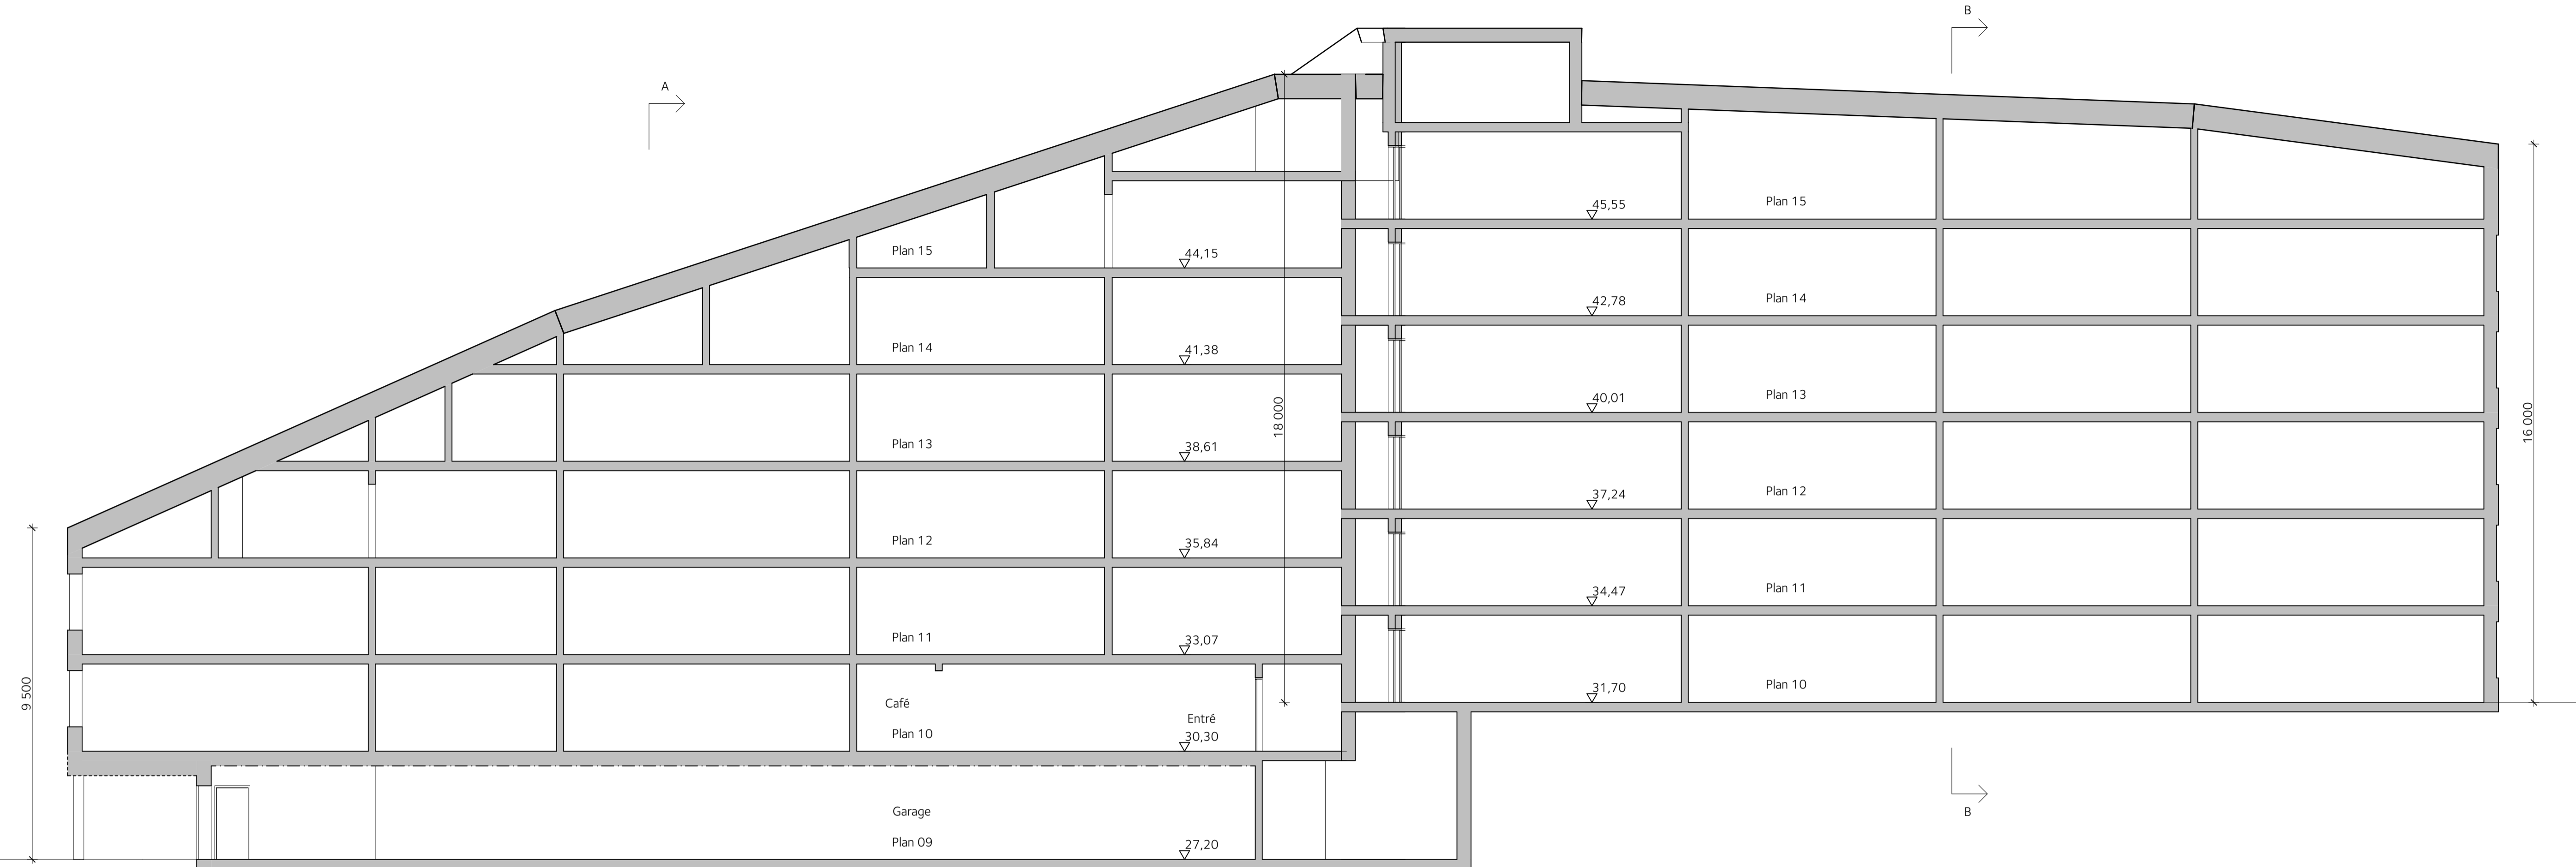 B
A
45,55
Plan 15
Plan 15
44,15
42,78
Plan 14
41,38
Plan 14
40,01
Plan 13
18 000
16 000
38,61
Plan 13
37,24
Plan 12
35,84
Plan 12
34,47
Plan 11
33,07
Plan 11
9 500
31,70
Plan 10
Café
Entré
Plan 10
30,30
Garage
B
Plan 09
27,20